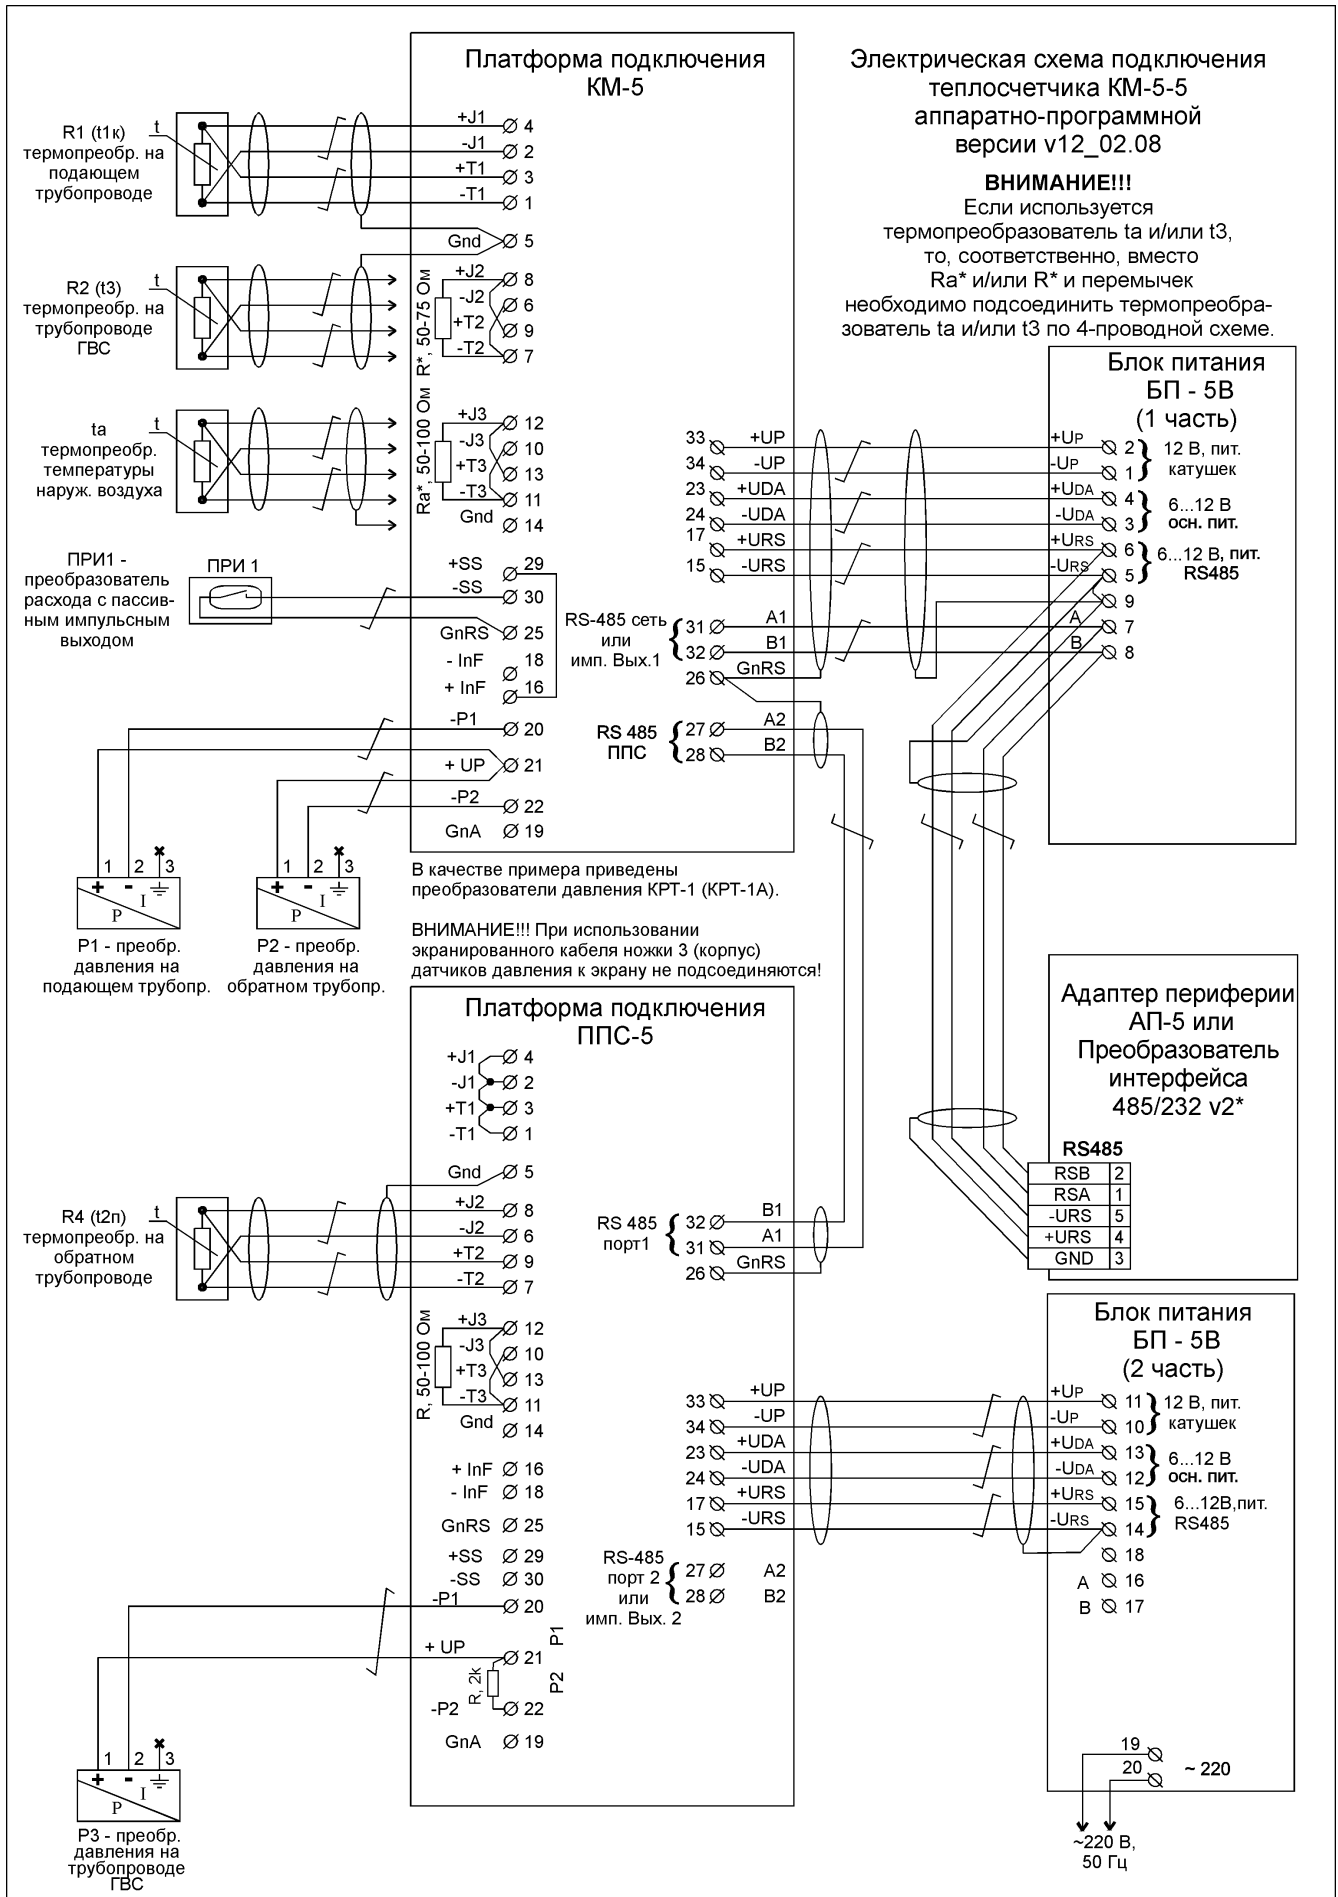 Платформа подключения
КМ-5
Электрическая схема подключения
теплосчетчика КМ-5-5
аппаратно-программной
версии v12_02.08
ВНИМАНИЕ!!!
Если используется
термопреобразователь ta и/или t3,
то, соответственно, вместо
Ra* и/или R* и перемычек
необходимо подсоединить термопреобра-
зователь ta и/или t3 по 4-проводной схеме.
R1 (t1к)
термопреобр. на
подающем
трубопроводе
t
+J1 4
-J1 2
+T1 3
-T1 1
Gnd 5
R2 (t3)
термопреобр. на
трубопроводе
ГВС
t
R*, 50-75 Ом
+J2 8
-J2 6
+T2 9
-T2 7
ta
термопреобр.
температуры
наруж. воздуха
t
Ra*, 50-100 Ом
+J3 12
-J3 10
+T3 13
-T3 11
Gnd 14
ПРИ1 -
преобразователь
расхода с пассив-
ным импульсным
выходом
ПРИ 1
+SS 29
-SS 30
GnRS 25
- InF 18
+ InF 16
-P1 20
+ UP 21
-P2 22
GnA 19
33 +UP
34 -UP
23 +UDA
24 -UDA
17 +URS
15 -URS
RS-485 сеть
или
имп. Вых.1
31 A1
32 B1
26 GnRS
RS 485
ППС
27 A2
28 B2
Блок питания
БП - 5В
(1 часть)
+UP 2
-UP 1
12 В, пит.
катушек
+UDA 4
-UDA 3
6...12 В
осн. пит.
+URS 6
-URS 5
6...12 В, пит.
RS485
9
A 7
B 8
1 2 3
+ -
P I
P1 - преобр.
давления на
подающем трубопр.
1 2 3
+ -
P I
P2 - преобр.
давления на
обратном трубопр.
В качестве примера приведены
преобразователи давления КРТ-1 (КРТ-1А).
ВНИМАНИЕ!!! При использовании
экранированного кабеля ножки 3 (корпус)
датчиков давления к экрану не подсоединяются!
Адаптер периферии
АП-5 или
Преобразователь
интерфейса
485/232 v2*
RS485
RSB 2
RSA 1
-URS 5
+URS 4
GND 3
Платформа подключения
ППС-5
+J1 4
-J1 2
+T1 3
-T1 1
Gnd 5
R4 (t2п)
термопреобр. на
обратном
трубопроводе
t
+J2 8
-J2 6
+T2 9
-T2 7
R, 50-100 Ом
+J3 12
-J3 10
+T3 13
-T3 11
Gnd 14
+ InF 16
- InF 18
GnRS 25
+SS 29
-SS 30
-P1 20
+ UP 21
R, 2k
P1
P2
-P2 22
GnA 19
RS 485
порт1
32 B1
31 A1
26 GnRS
33 +UP
34 -UP
23 +UDA
24 -UDA
17 +URS
15 -URS
RS-485
порт 2
или
имп. Вых. 2
27 A2
28 B2
Блок питания
БП - 5В
(2 часть)
+UP 11
-UP 10
12 В, пит.
катушек
+UDA 13
-UDA 12
6...12 В
осн. пит.
+URS 15
-URS 14
6...12В,пит.
RS485
18
A 16
B 17
19
20
~ 220
~220 В,
50 Гц
1 2 3
+ -
P I
P3 - преобр.
давления на
трубопроводе
ГВС